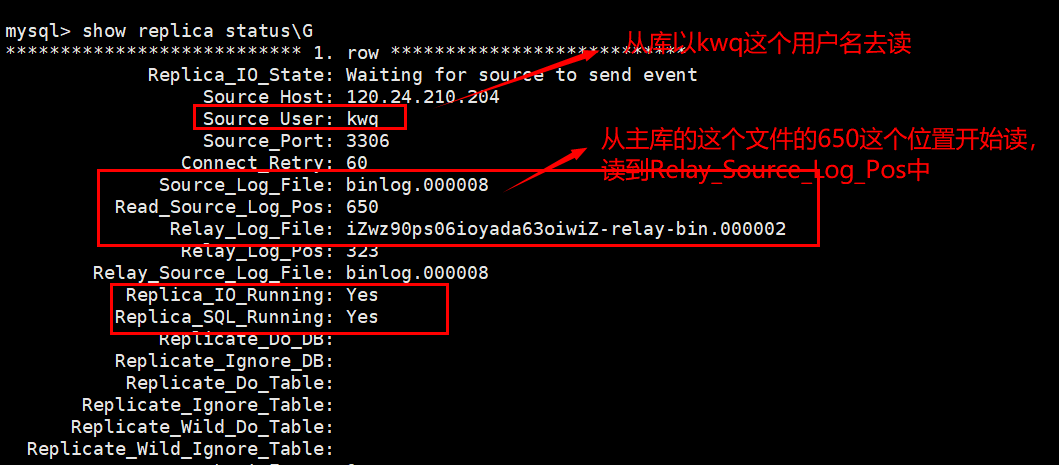 mysql> show replica status\G
*************************** 1. row ***************************
从库以kwq这个用户名去读
Replica_IO_State: Waiting for source to send event
Source_Host: 120.24.210.204
Source_User: kwq
Source_Port: 3306
从主库的这个文件的650这个位置开始读，
Connect_Retry: 60
读到Relay_Source_Log_Pos中
Source_Log_File: binlog.000008
Read_Source_Log_Pos: 650
Relay_Log_File: iZwz90ps06ioyada63oiwiZ-relay-bin.000002
Relay_Log_Pos: 323
Relay_Source_Log_File: binlog.000008
Replica_IO_Running: Yes
Replica_SQL_Running: Yes
Replicate_Do_DB:
Replicate_Ignore_DB:
Replicate_Do_Table:
Replicate_Ignore_Table:
Replicate_Wild_Do_Table:
Replicate_Wild_Ignore_Table: